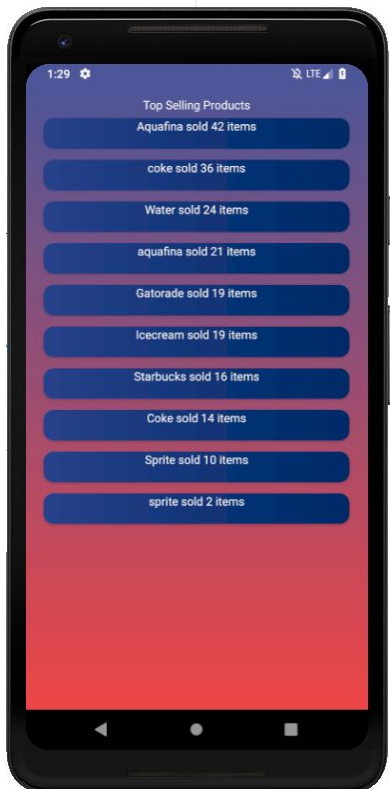 1:29 LTE
Top Selling Products
Aquafina sold 42 items
coke sold 36 items
Water sold 24 items
aquafina sold 21 items
Gatorade sold 19 items
Icecream sold 19 items
Starbucks sold 16 items
Coke sold 14 items
Sprite sold 10 items
sprite sold 2 items